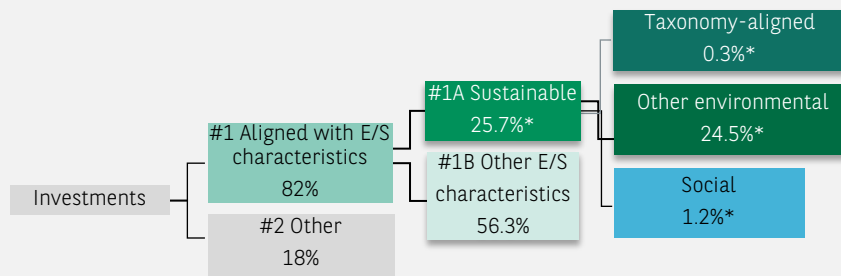 Taxonomy-aligned
0.3%*
#1A Sustainable
25.7%*
Other environmental
24.5%*
#1 Aligned with E/S
characteristics
82%
#1B Other E/S
characteristics
56.3%
Social
1.2%*
Investments
#2 Other
18%